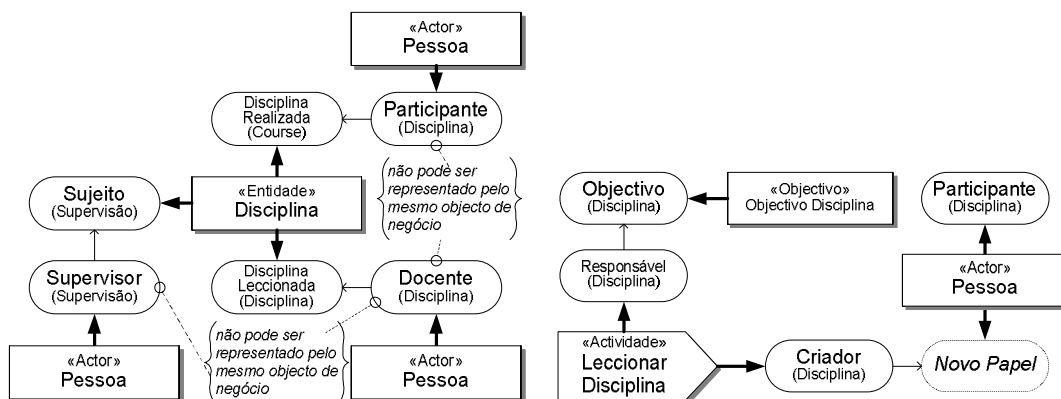 «Actor»
Pessoa
Disciplina
Realizada
(Course)
Participante
(Disciplina)
não pode ser
representado pelo
mesmo objecto de
negócio
Sujeito
(Supervisão)
«Entidade»
Disciplina
Supervisor
(Supervisão)
Disciplina
Leccionada
(Disciplina)
Docente
(Disciplina)
não pode ser
representado pelo
mesmo objecto de
negócio
«Actor»
Pessoa
«Actor»
Pessoa
Objectivo
(Disciplina)
«Objectivo»
Objectivo Disciplina
Participante
(Disciplina)
Responsável
(Disciplina)
«Actor»
Pessoa
«Actividade»
Leccionar
Disciplina
Criador
(Disciplina)
Novo Papel